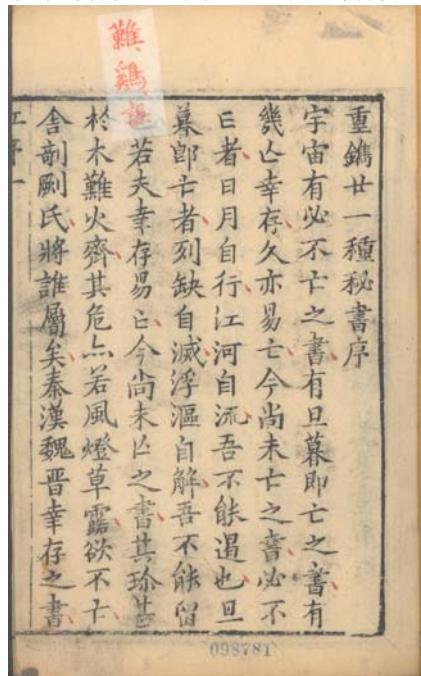 重鐫廿一種秘書序
宇宙有必不亡之書有旦暮即亡之書有
幾亡幸存久亦易亡今尚未亡之書必不
亡者日月自行江河自流吾不能遏也旦
暮即亡者列缺自滅浮漚自解吾不能留
若夫幸存易亡今尚未亡之書其珍甚
於木難火齊其危亦若風燈草露欲不亡
舍剞劂氏將誰屬矣秦漢魏晉幸存之書
098781